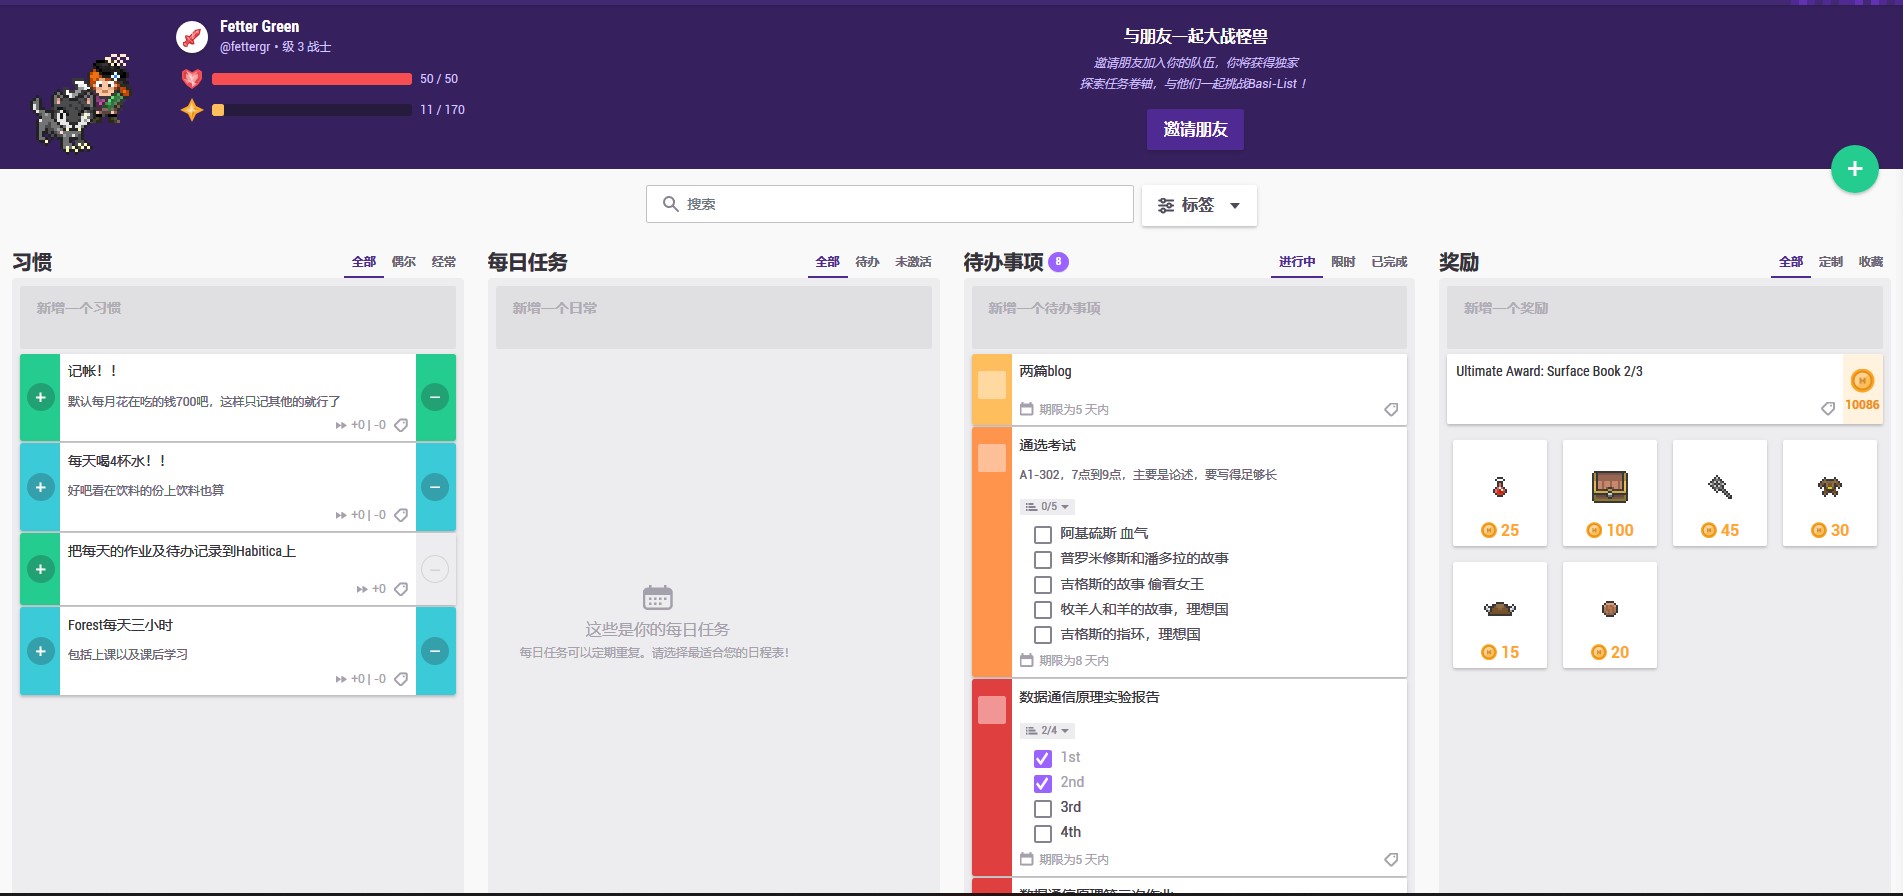 Fetter Green
@fettergr • 级 3 战士
50 / 50
11 / 170
与朋友一起大战怪兽
邀请朋友加入你的队伍，你将获得独家
探索任务卷轴，与他们一起挑战Basi-List！
邀请朋友
搜索
标签
习惯
全部 偶尔 经常
新增一个习惯
记帐！！
默认每月花在吃的钱700吧，这样只记其他的就行了
+0 | -0
每天喝4杯水！！
好吧看在饮料的份上饮料也算
+0 | -0
把每天的作业及待办记录到Habitica上
+0
Forest每天三小时
包括上课以及课后学习
+0 | -0
每日任务
全部 待办 未激活
新增一个日常
这些是你的每日任务
每日任务可以定期重复。请选择最适合您的日程表！
待办事项 8
进行中 限时 已完成
新增一个待办事项
两篇blog
期限为5 天内
通选考试
A1-302，7点到9点，主要是论述，要写得足够长
0/5
阿基硫斯 血气
普罗米修斯和潘多拉的故事
吉格斯的故事 偷看女王
牧羊人和羊的故事，理想国
吉格斯的指环，理想国
期限为8 天内
数据通信原理实验报告
2/4
1st
2nd
3rd
4th
期限为5 天内
奖励
全部 定制 收藏
新增一个奖励
Ultimate Award: Surface Book 2/3
10086
25
100
45
30
15
20